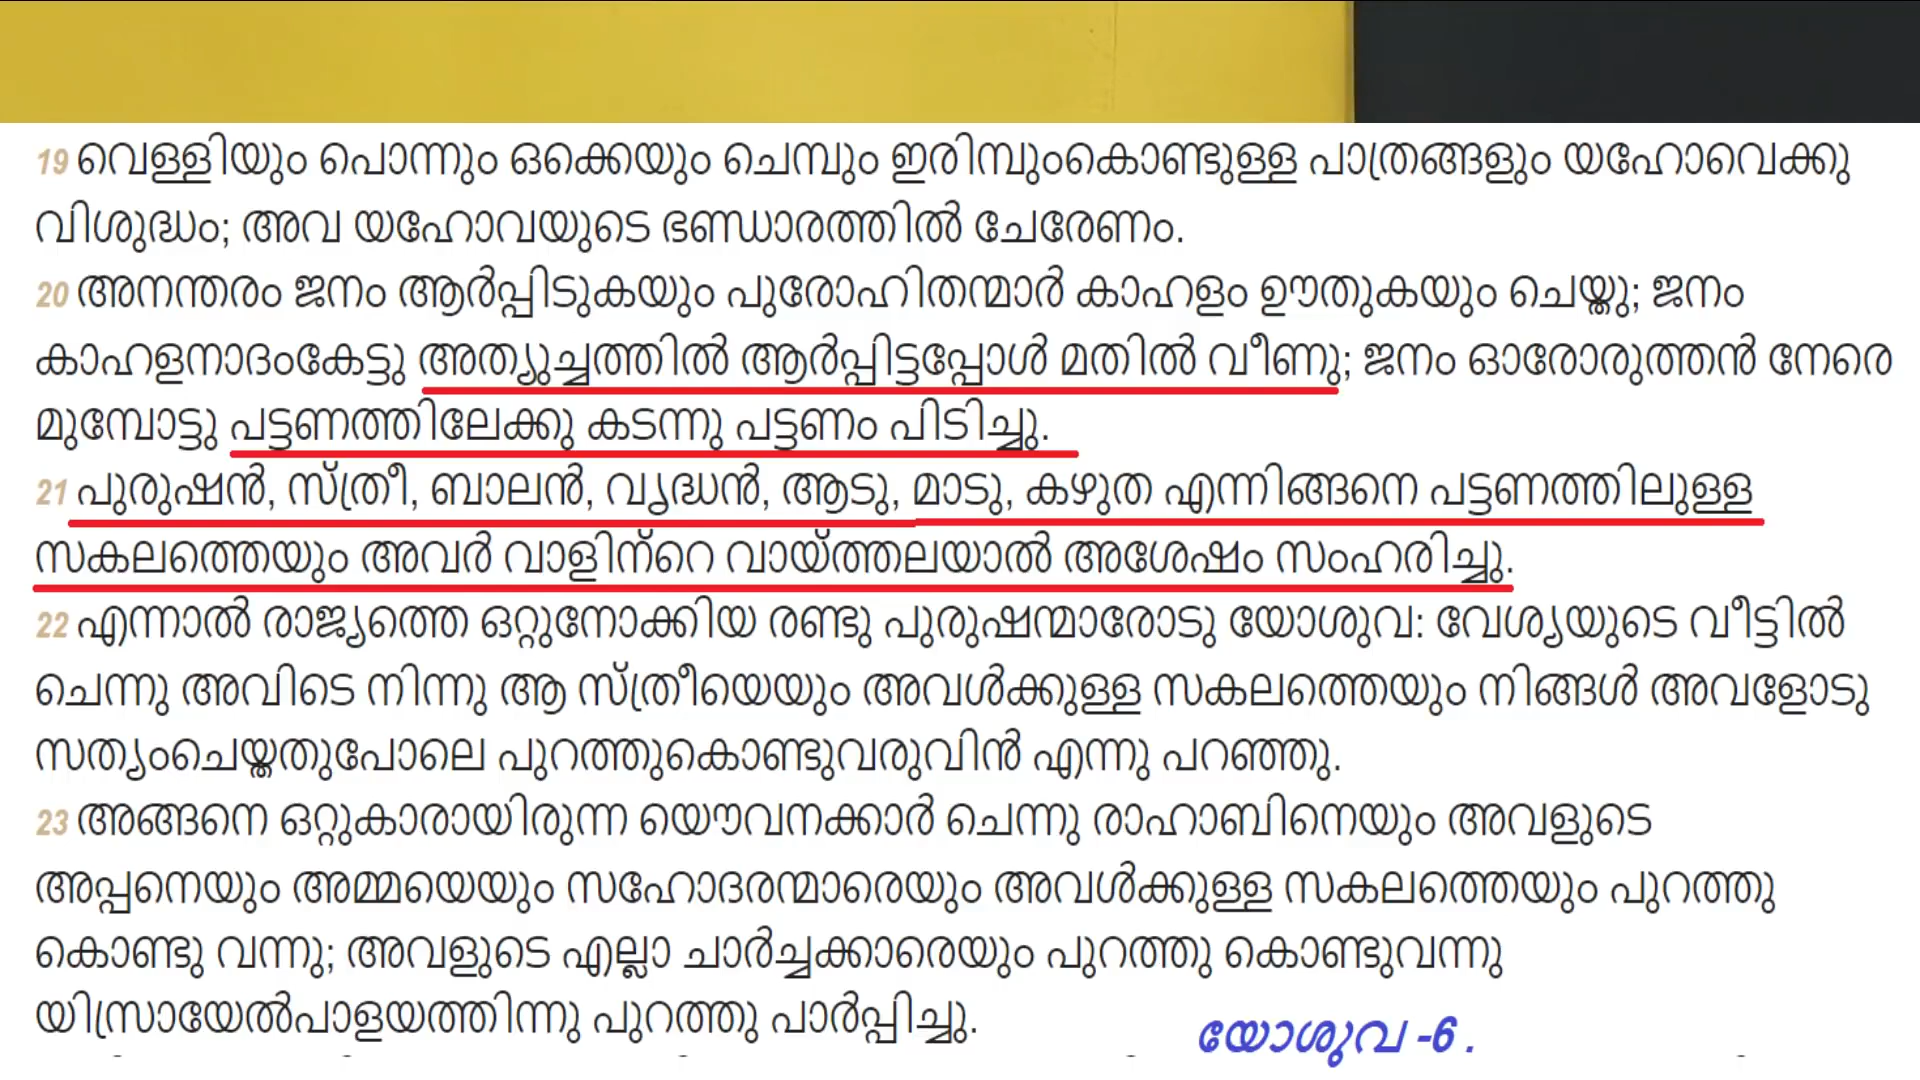 19 വെള്ളിയും പൊന്നും ഒക്കെയും ചെമ്പും ഇരിമ്പുംകൊണ്ടുള്ള പാത്രങ്ങളും യഹോവെക്കു
വിശുദ്ധം; അവ യഹോവയുടെ ഭണ്ഡാരത്തിൽ ചേരേണം.
20 അനന്തരം ജനം ആർപ്പിടുകയും പുരോഹിതന്മാർ കാഹളം ഊതുകയും ചെയ്തു; ജനം
കാഹളനാദംകേട്ടു അത്യുച്ചത്തിൽ ആർപ്പിട്ടപ്പോൾ മതിൽ വീണു; ജനം ഓരോരുത്തൻ നേരെ
മുമ്പോട്ടു പട്ടണത്തിലേക്കു കടന്നു പട്ടണം പിടിച്ചു.
21 പുരുഷൻ, സ്ത്രീ, ബാലൻ, വൃദ്ധൻ, ആടു, മാടു, കഴുത എന്നിങ്ങനെ പട്ടണത്തിലുള്ള
സകലത്തെയും അവർ വാളിന്റെ വായ്ത്തലയാൽ അശേഷം സംഹരിച്ചു.
22 എന്നാൽ രാജ്യത്തെ ഒറ്റുനോക്കിയ രണ്ടു പുരുഷന്മാരോടു യോശുവ: വേശ്യയുടെ വീട്ടിൽ
ചെന്നു അവിടെ നിന്നു ആ സ്ത്രീയെയും അവൾക്കുള്ള സകലത്തെയും നിങ്ങൾ അവളോടു
സത്യംചെയ്തതുപോലെ പുറത്തുകൊണ്ടുവരുവിൻ എന്നു പറഞ്ഞു.
23 അങ്ങനെ ഒറ്റുകാരായിരുന്ന യൌവനക്കാർ ചെന്നു രാഹാബിനെയും അവളുടെ
അപ്പനെയും അമ്മയെയും സഹോദരന്മാരെയും അവൾക്കുള്ള സകലത്തെയും പുറത്തു
കൊണ്ടു വന്നു; അവളുടെ എല്ലാ ചാർച്ചക്കാരെയും പുറത്തു കൊണ്ടുവന്നു
യിസ്രായേൽപാളയത്തിന്നു പുറത്തു പാർപ്പിച്ചു.
യോശുവ -6 .